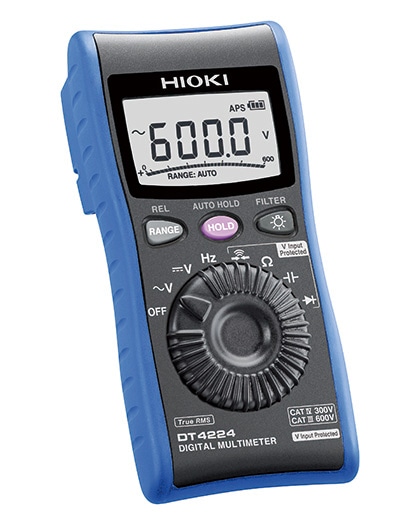 HIOKI
APS
~ 600.0 V
+ 0 600
RANGE: AUTO
REL AUTO HOLD FILTER
RANGE HOLD
V Input
Protected
Hz Ω
⎓V
~V
OFF
True RMS
CAT IV 300V
CAT III 600V
DT4224
DIGITAL MULTIMETER
V Input Protected